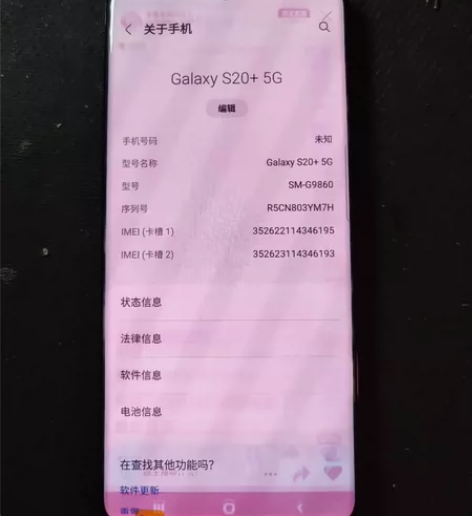 关于手机
Galaxy S20+ 5G
编辑
手机号码 未知
型号名称 Galaxy S20+ 5G
型号 SM-G9860
序列号 R5CN803YM7H
IMEI (卡槽 1) 352622114346195
IMEI (卡槽 2) 352623114346193
状态信息
法律信息
软件信息
电池信息
在查找其他功能吗?
软件更新
重置